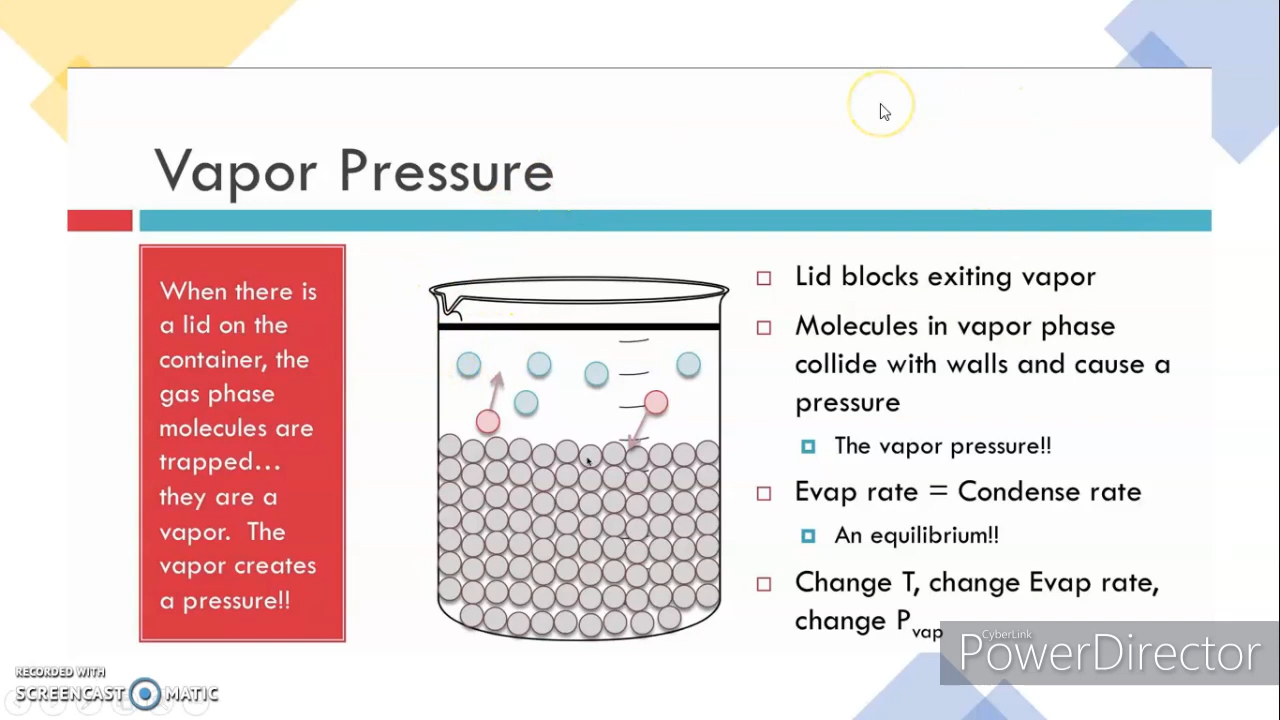 Vapor Pressure
When there is
a lid on the
container, the
gas phase
molecules are
trapped...
they are a
vapor. The
vapor creates
a pressure!!
Lid blocks exiting vapor
Molecules in vapor phase
collide with walls and cause a
pressure
The vapor pressure!!
Evap rate = Condense rate
An equilibrium!!
Change T, change Evap rate,
change Pvap
CyberLink
PowerDirector
RECORDED WITH
SCREENCAST MATIC